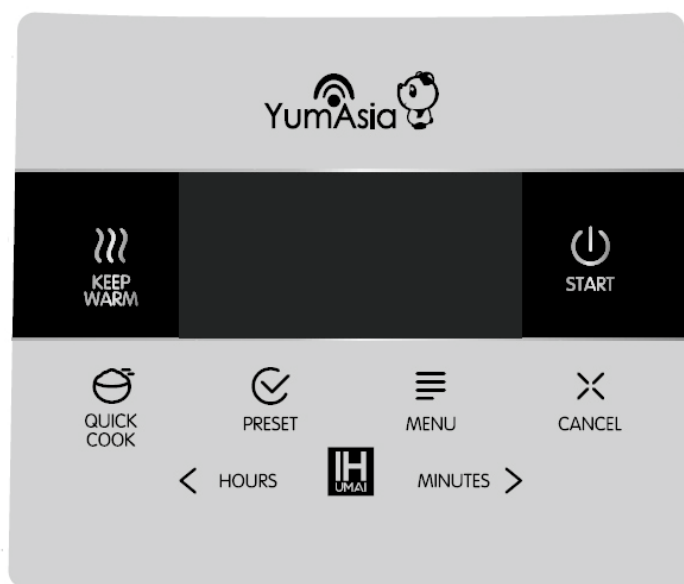 YumAsia
KEEP
WARM
START
QUICK
COOK
PRESET
MENU
CANCEL
< HOURS
IH
UMAI
MINUTES >